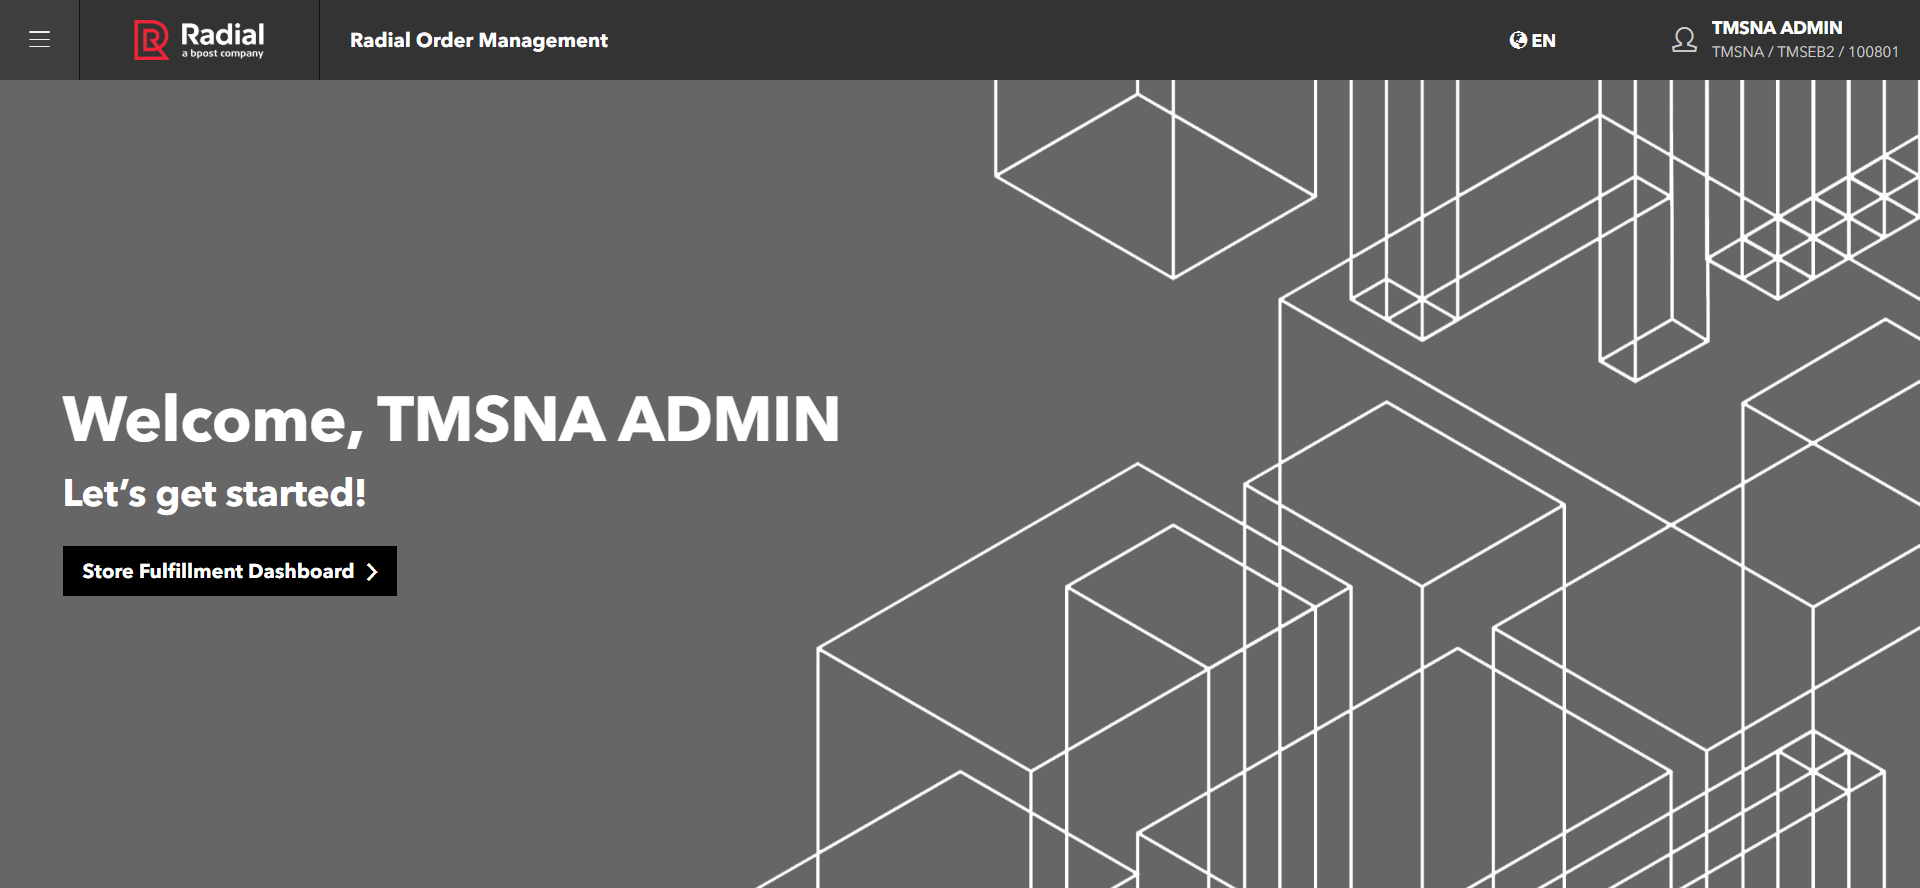 Radial
a bpost company
Radial Order Management
EN
TMSNA ADMIN
TMSNA / TMSEB2 / 100801
Welcome, TMSNA ADMIN
Let’s get started!
Store Fulfillment Dashboard